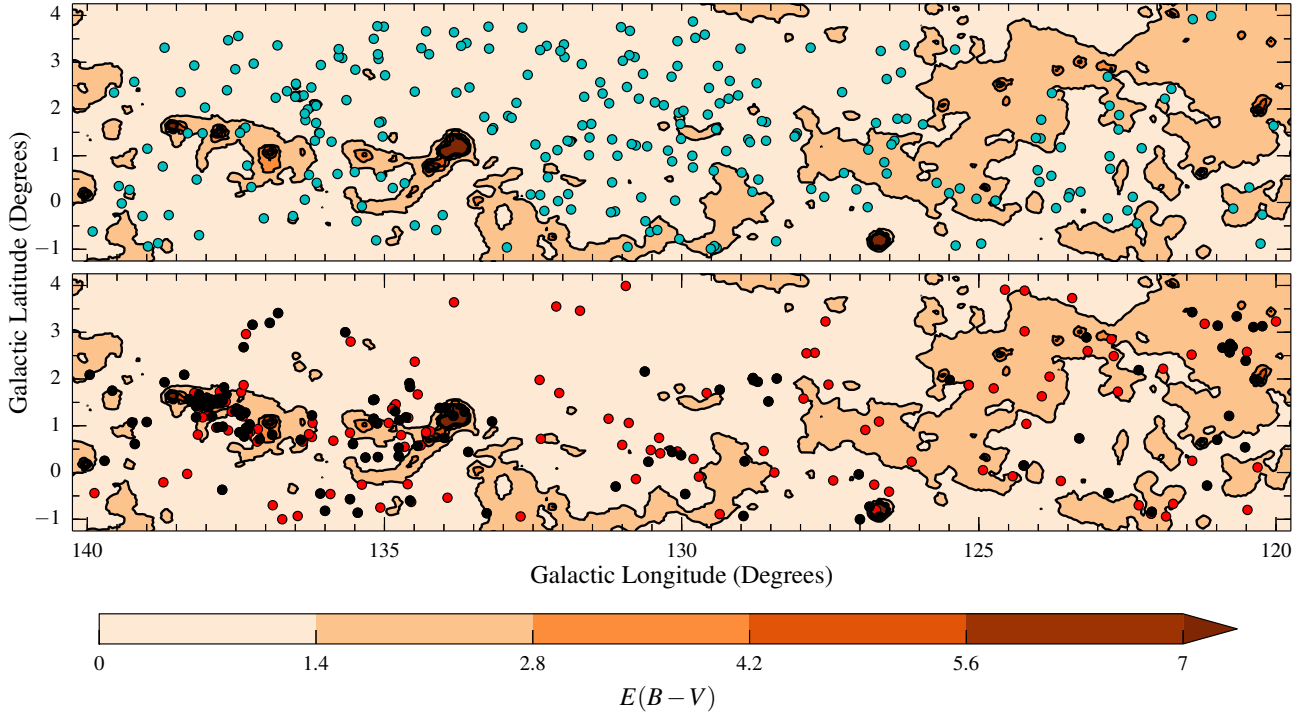 4
3
2
1
0
−1
4
3
2
1
0
−1
Galactic Latitude (Degrees)
140 135 130 125 120
Galactic Longitude (Degrees)
0 1.4 2.8 4.2 5.6 7
E(B−V)